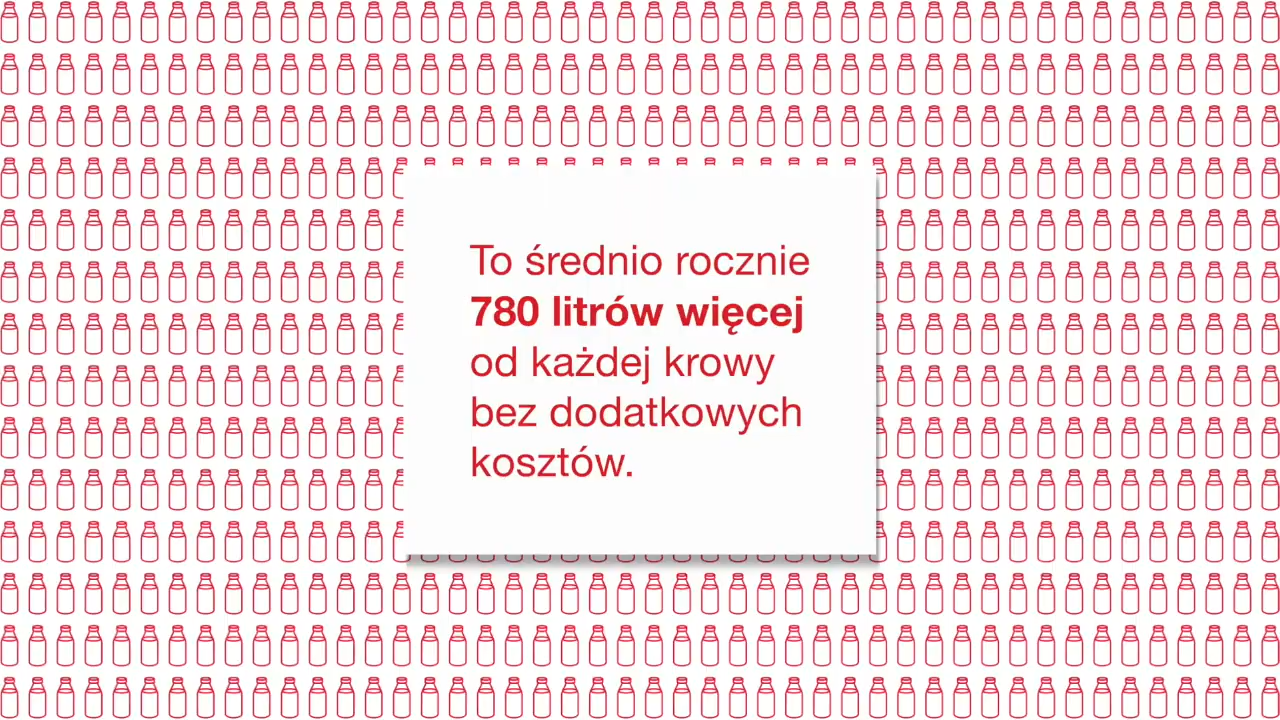 To średnio rocznie
780 litrów więcej
od każdej krowy
bez dodatkowych
kosztów.